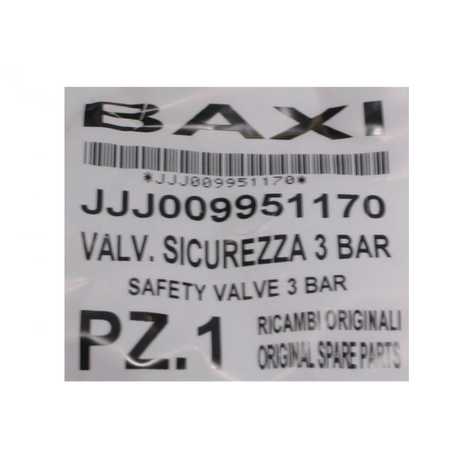 BAXI
*JJJ009951170*
JJJ009951170
VALV. SICUREZZA 3 BAR
SAFETY VALVE 3 BAR
PZ.1
RICAMBI ORIGINALI
ORIGINAL SPARE PARTS